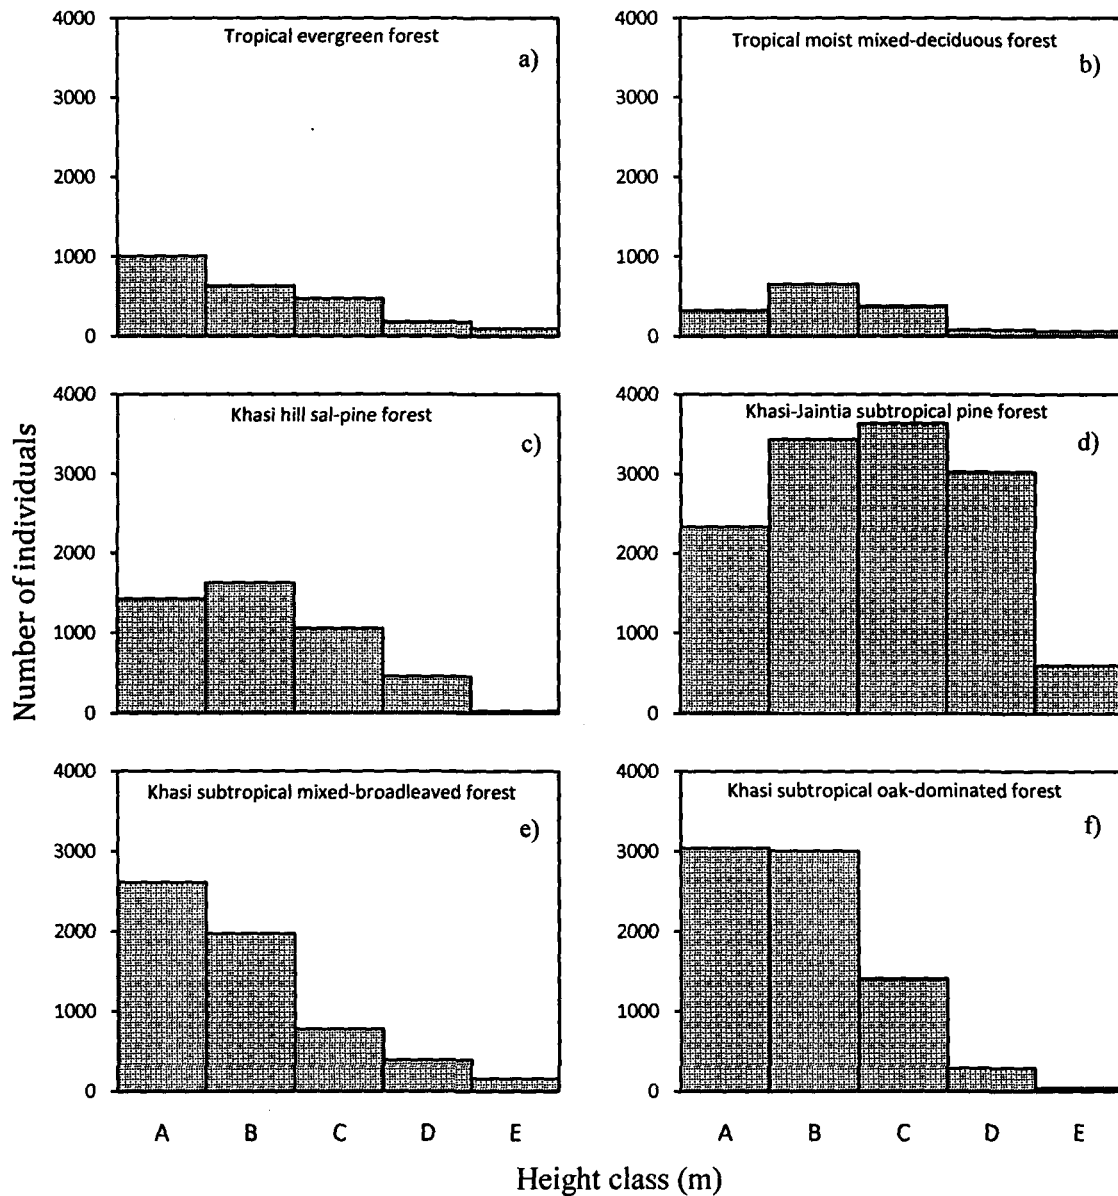 4000
3000
2000
1000
0
Tropical evergreen forest
a)
4000
3000
2000
1000
0
Tropical moist mixed-deciduous forest
b)
4000
3000
2000
1000
0
Khasi hill sal-pine forest
c)
4000
3000
2000
1000
0
Khasi-Jaintia subtropical pine forest
d)
Number of individuals
4000
3000
2000
1000
0
Khasi subtropical mixed-broadleaved forest
e)
A B C D E
4000
3000
2000
1000
0
Khasi subtropical oak-dominated forest
f)
A B C D E
Height class (m)